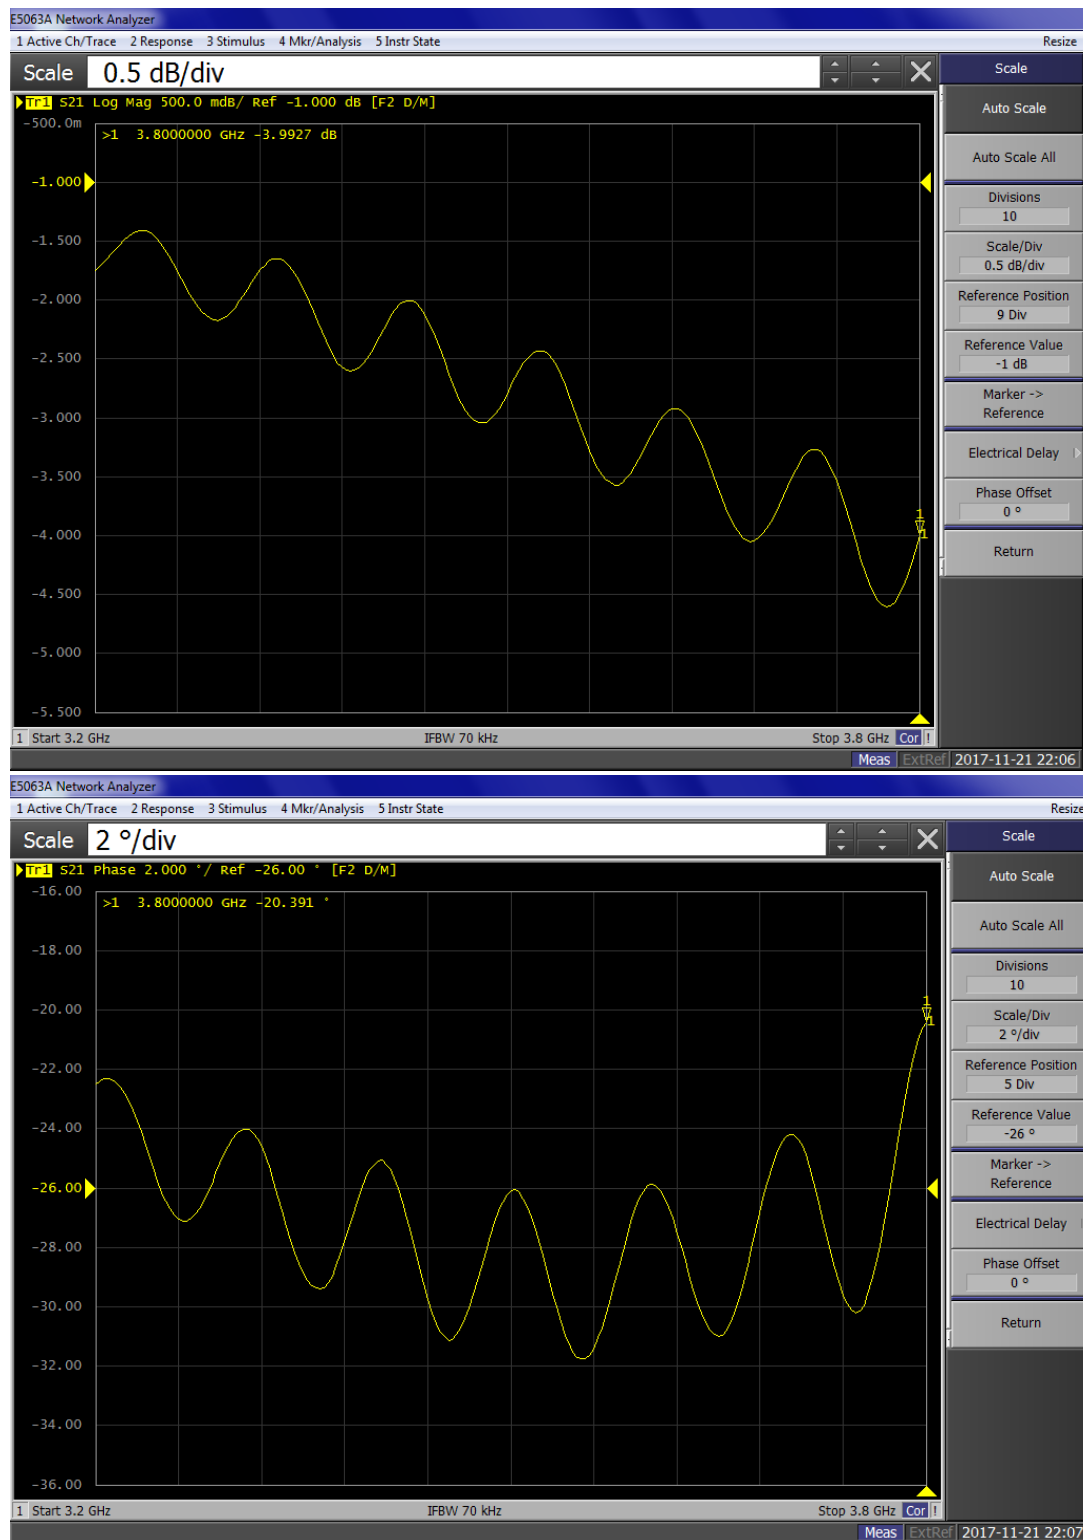 E5063A Network Analyzer
1 Active Ch/Trace 2 Response 3 Stimulus 4 Mkr/Analysis 5 Instr State Resize
Scale 0.5 dB/div
Scale
Tr1 S21 Log Mag 500.0 mdB/ Ref -1.000 dB [F2 D/M]
-500.0m
>1 3.8000000 GHz -3.9927 dB
-1.000
-1.500
-2.000
-2.500
-3.000
-3.500
-4.000
-4.500
-5.000
-5.500
1
1
Auto Scale
Auto Scale All
Divisions
10
Scale/Div
0.5 dB/div
Reference Position
9 Div
Reference Value
-1 dB
Marker ->
Reference
Electrical Delay
Phase Offset
0 °
Return
1 Start 3.2 GHz IFBW 70 kHz Stop 3.8 GHz Cor !
Meas ExtRef 2017-11-21 22:06
E5063A Network Analyzer
1 Active Ch/Trace 2 Response 3 Stimulus 4 Mkr/Analysis 5 Instr State Resize
Scale 2 °/div
Scale
Tr1 S21 Phase 2.000 °/ Ref -26.00 ° [F2 D/M]
-16.00
>1 3.8000000 GHz -20.391 °
-18.00
-20.00
-22.00
-24.00
-26.00
-28.00
-30.00
-32.00
-34.00
-36.00
1
1
Auto Scale
Auto Scale All
Divisions
10
Scale/Div
2 °/div
Reference Position
5 Div
Reference Value
-26 °
Marker ->
Reference
Electrical Delay
Phase Offset
0 °
Return
1 Start 3.2 GHz IFBW 70 kHz Stop 3.8 GHz Cor !
Meas ExtRef 2017-11-21 22:07